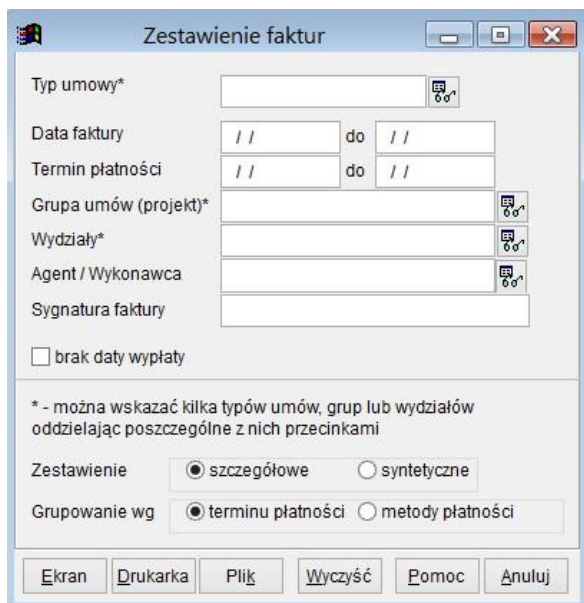 Zestawienie faktur
Typ umowy*
Data faktury / / do / /
Termin płatności / / do / /
Grupa umów (projekt)*
Wydziały*
Agent / Wykonawca
Sygnatura faktury
brak daty wypłaty
* - można wskazać kilka typów umów, grup lub wydziałów
oddzielając poszczególne z nich przecinkami
Zestawienie szczegółowe syntetyczne
Grupowanie wg terminu płatności metody płatności
Ekran Drukarka Plik Wyczyść Pomoc Anuluj